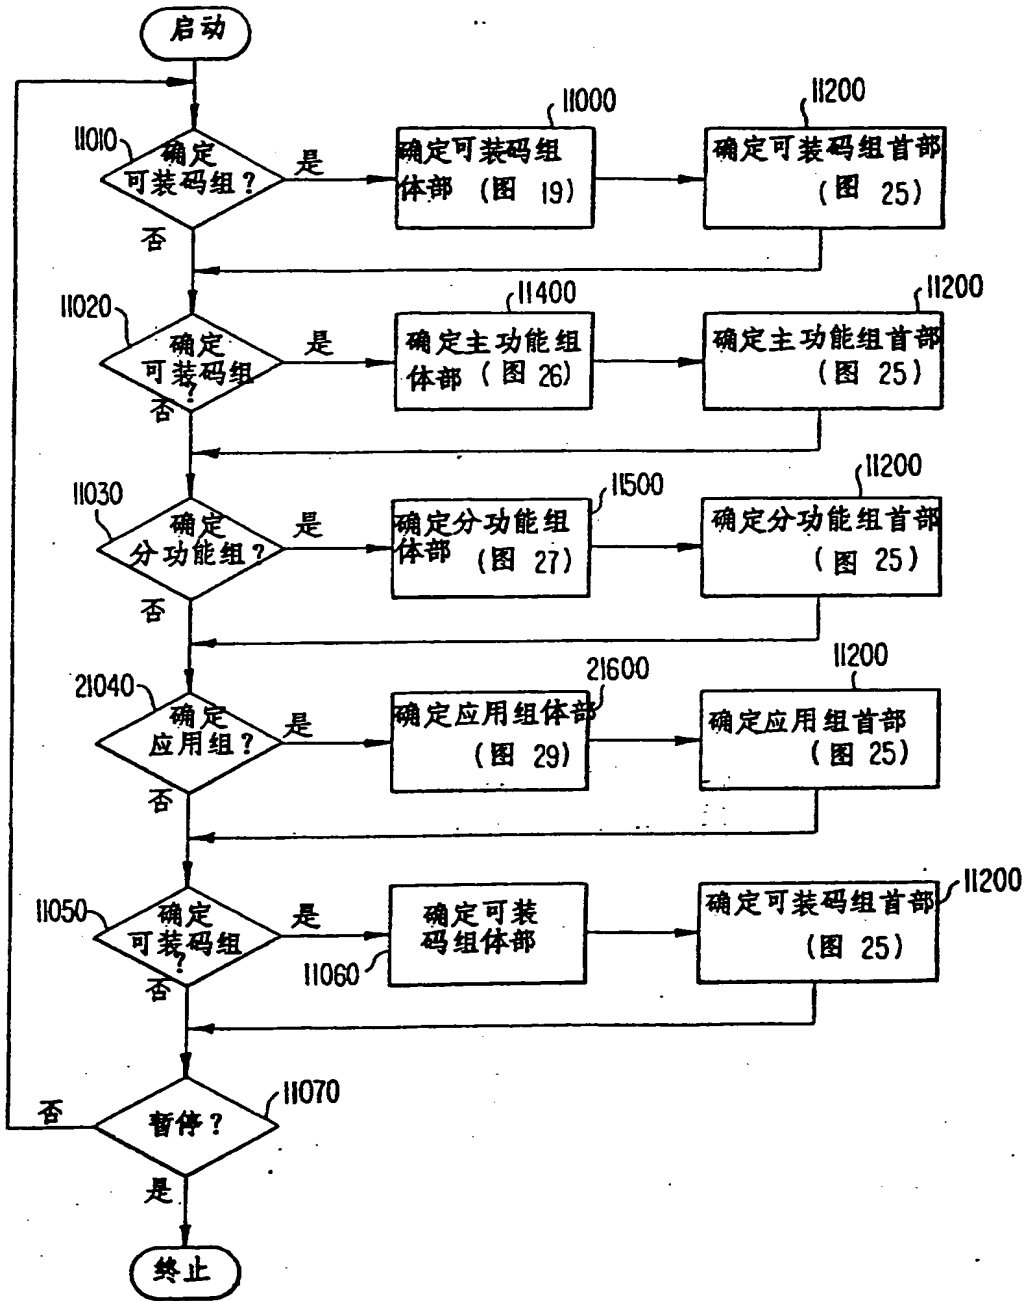 启动
11010
确定
可装码组？
是
否
11000
确定可装码组
体部 (图 19)
11200
确定可装码组首部
(图 25)
11020
确定
可装码组
？
是
否
11400
确定主功能组
体部 (图 26)
11200
确定主功能组首部
(图 25)
11030
确定
分功能组？
是
否
11500
确定分功能组
体部 (图 27)
11200
确定分功能组首部
(图 25)
21040
确定
应用组？
是
否
21600
确定应用组体部
(图 29)
11200
确定应用组首部
(图 25)
11050
确定
可装码组
？
是
否
确定可装
码组体部
11060
11200
确定可装码组首部
(图 25)
11070
暂停？
否
是
终止